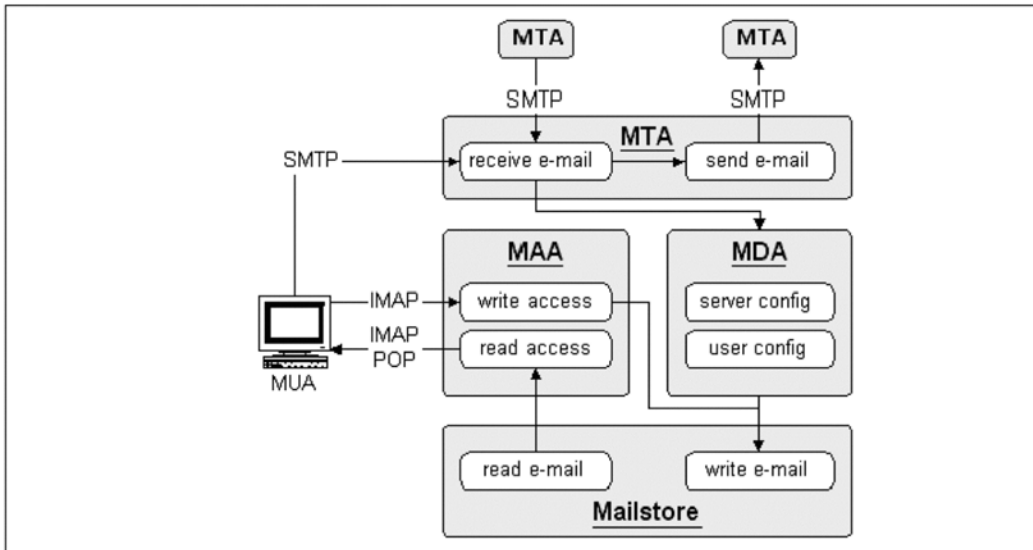 MTA
MTA
SMTP
SMTP
MTA
SMTP
receive e-mail
send e-mail
MAA
MDA
IMAP
write access
server config
IMAP
POP
read access
user config
MUA
read e-mail
write e-mail
Mailstore